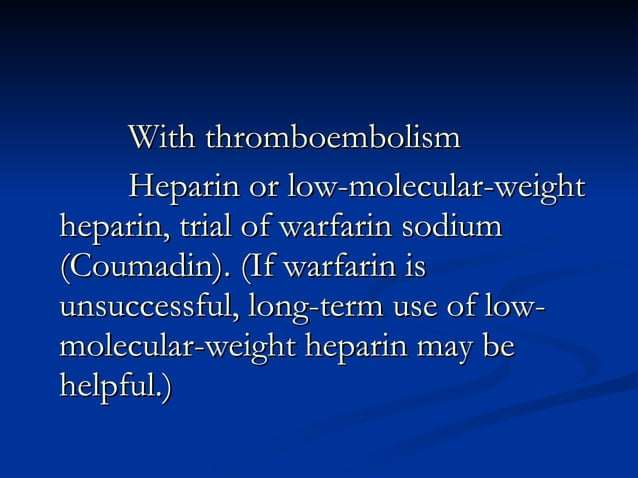 With thromboembolism
Heparin or low-molecular-weight
heparin, trial of warfarin sodium
(Coumadin). (If warfarin is
unsuccessful, long-term use of low-
molecular-weight heparin may be
helpful.)